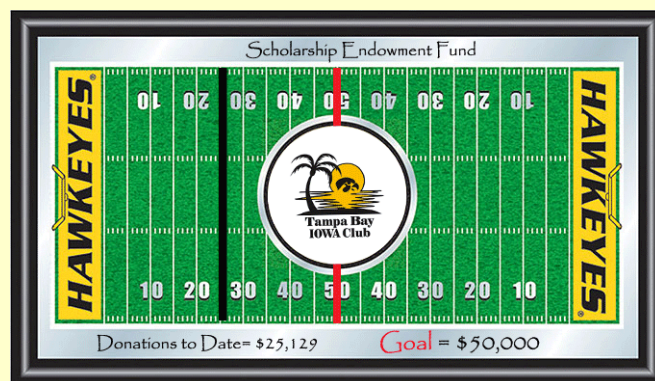 Scholarship Endowment Fund
10 20 30 40 50 40 30 20 10
HAWKEYES®
HAWKEYES®
Tampa Bay
IOWA Club
10 20 30 40 50 40 30 20 10
Donations to Date= $25,129 Goal = $50,000